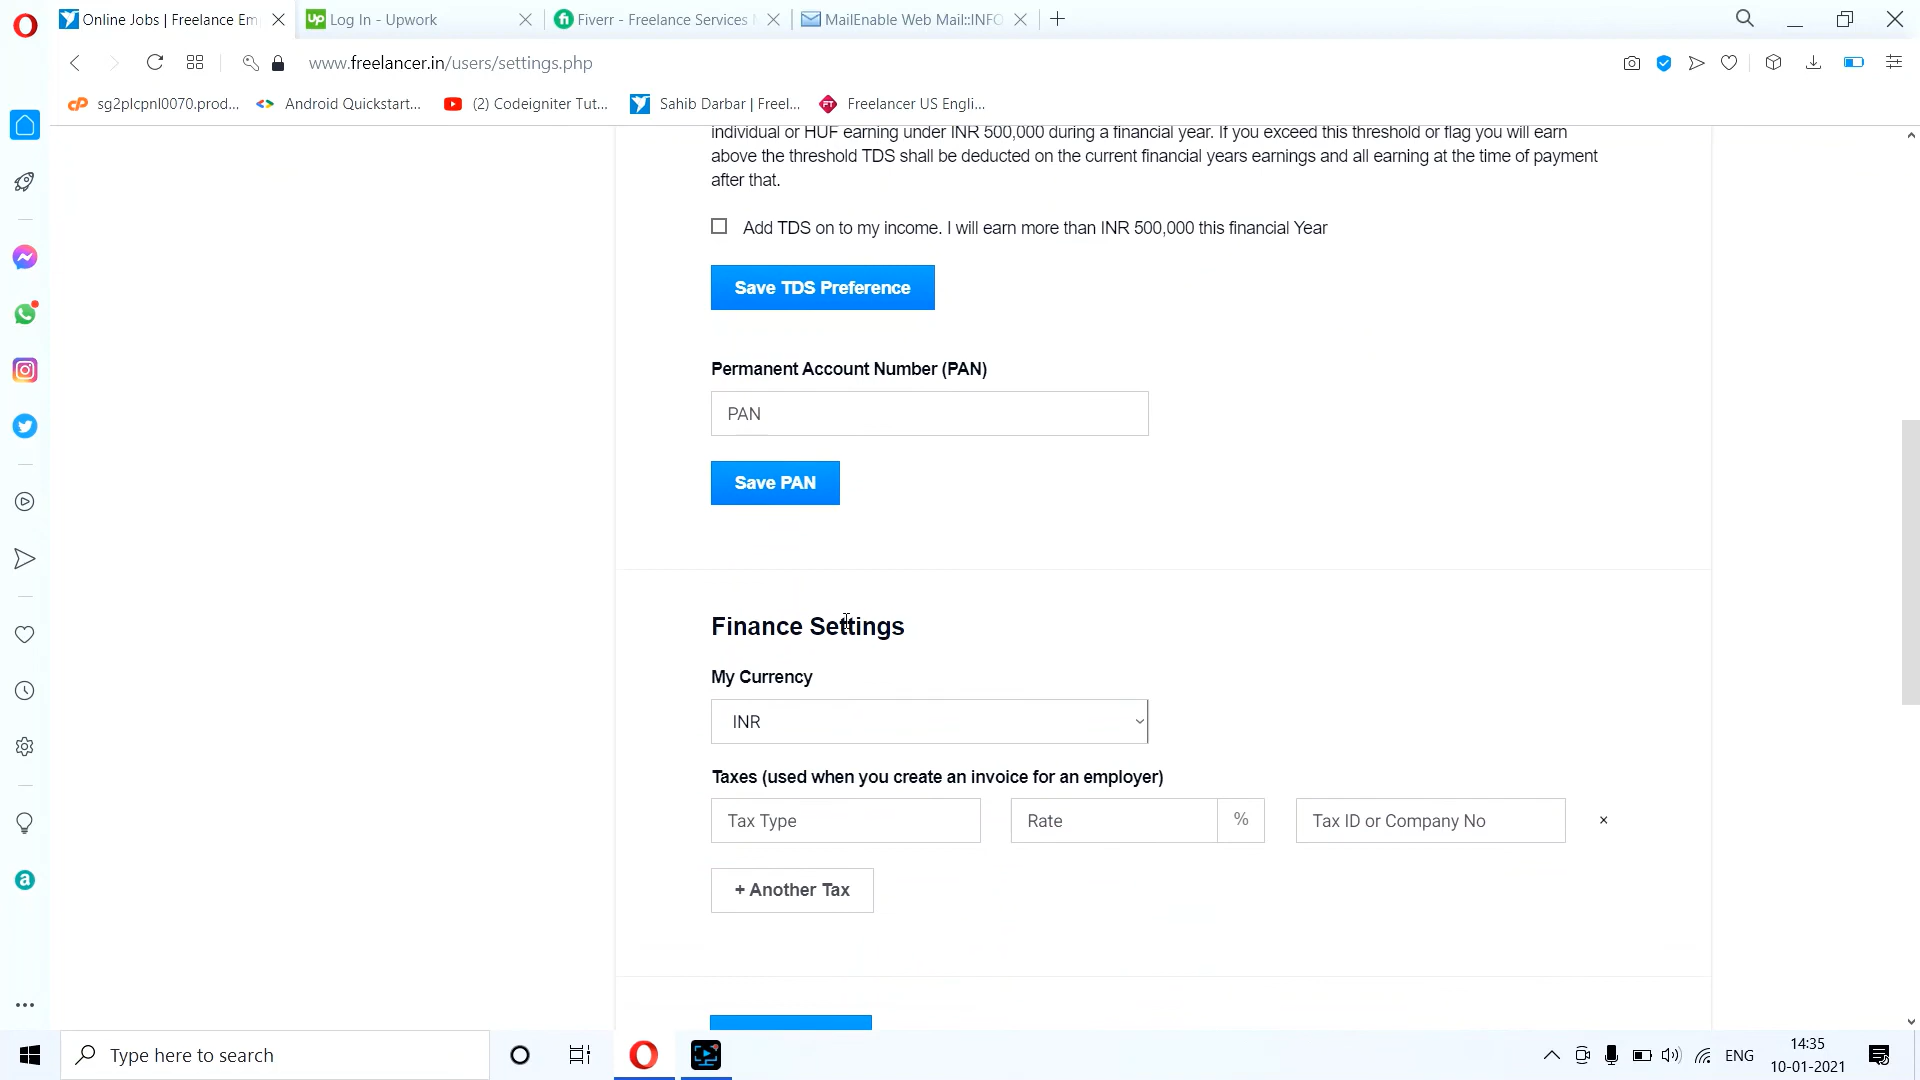 Online Jobs | Freelance Em
Log In - Upwork
Fiverr - Freelance Services
MailEnable Web Mail::INFO
www.freelancer.in/users/settings.php
sg2plcpnl0070.prod...
Android Quickstart...
(2) Codeigniter Tut...
Sahib Darbar | Freel...
Freelancer US Engli...
individual or HUF earning under INR 500,000 during a financial year. If you exceed this threshold or flag you will earn
above the threshold TDS shall be deducted on the current financial years earnings and all earning at the time of payment
after that.
Add TDS on to my income. I will earn more than INR 500,000 this financial Year
Save TDS Preference
Permanent Account Number (PAN)
PAN
Save PAN
Finance Settings
My Currency
INR
Taxes (used when you create an invoice for an employer)
Tax Type
Rate
%
Tax ID or Company No
×
+ Another Tax
Type here to search
ENG
14:35
10-01-2021